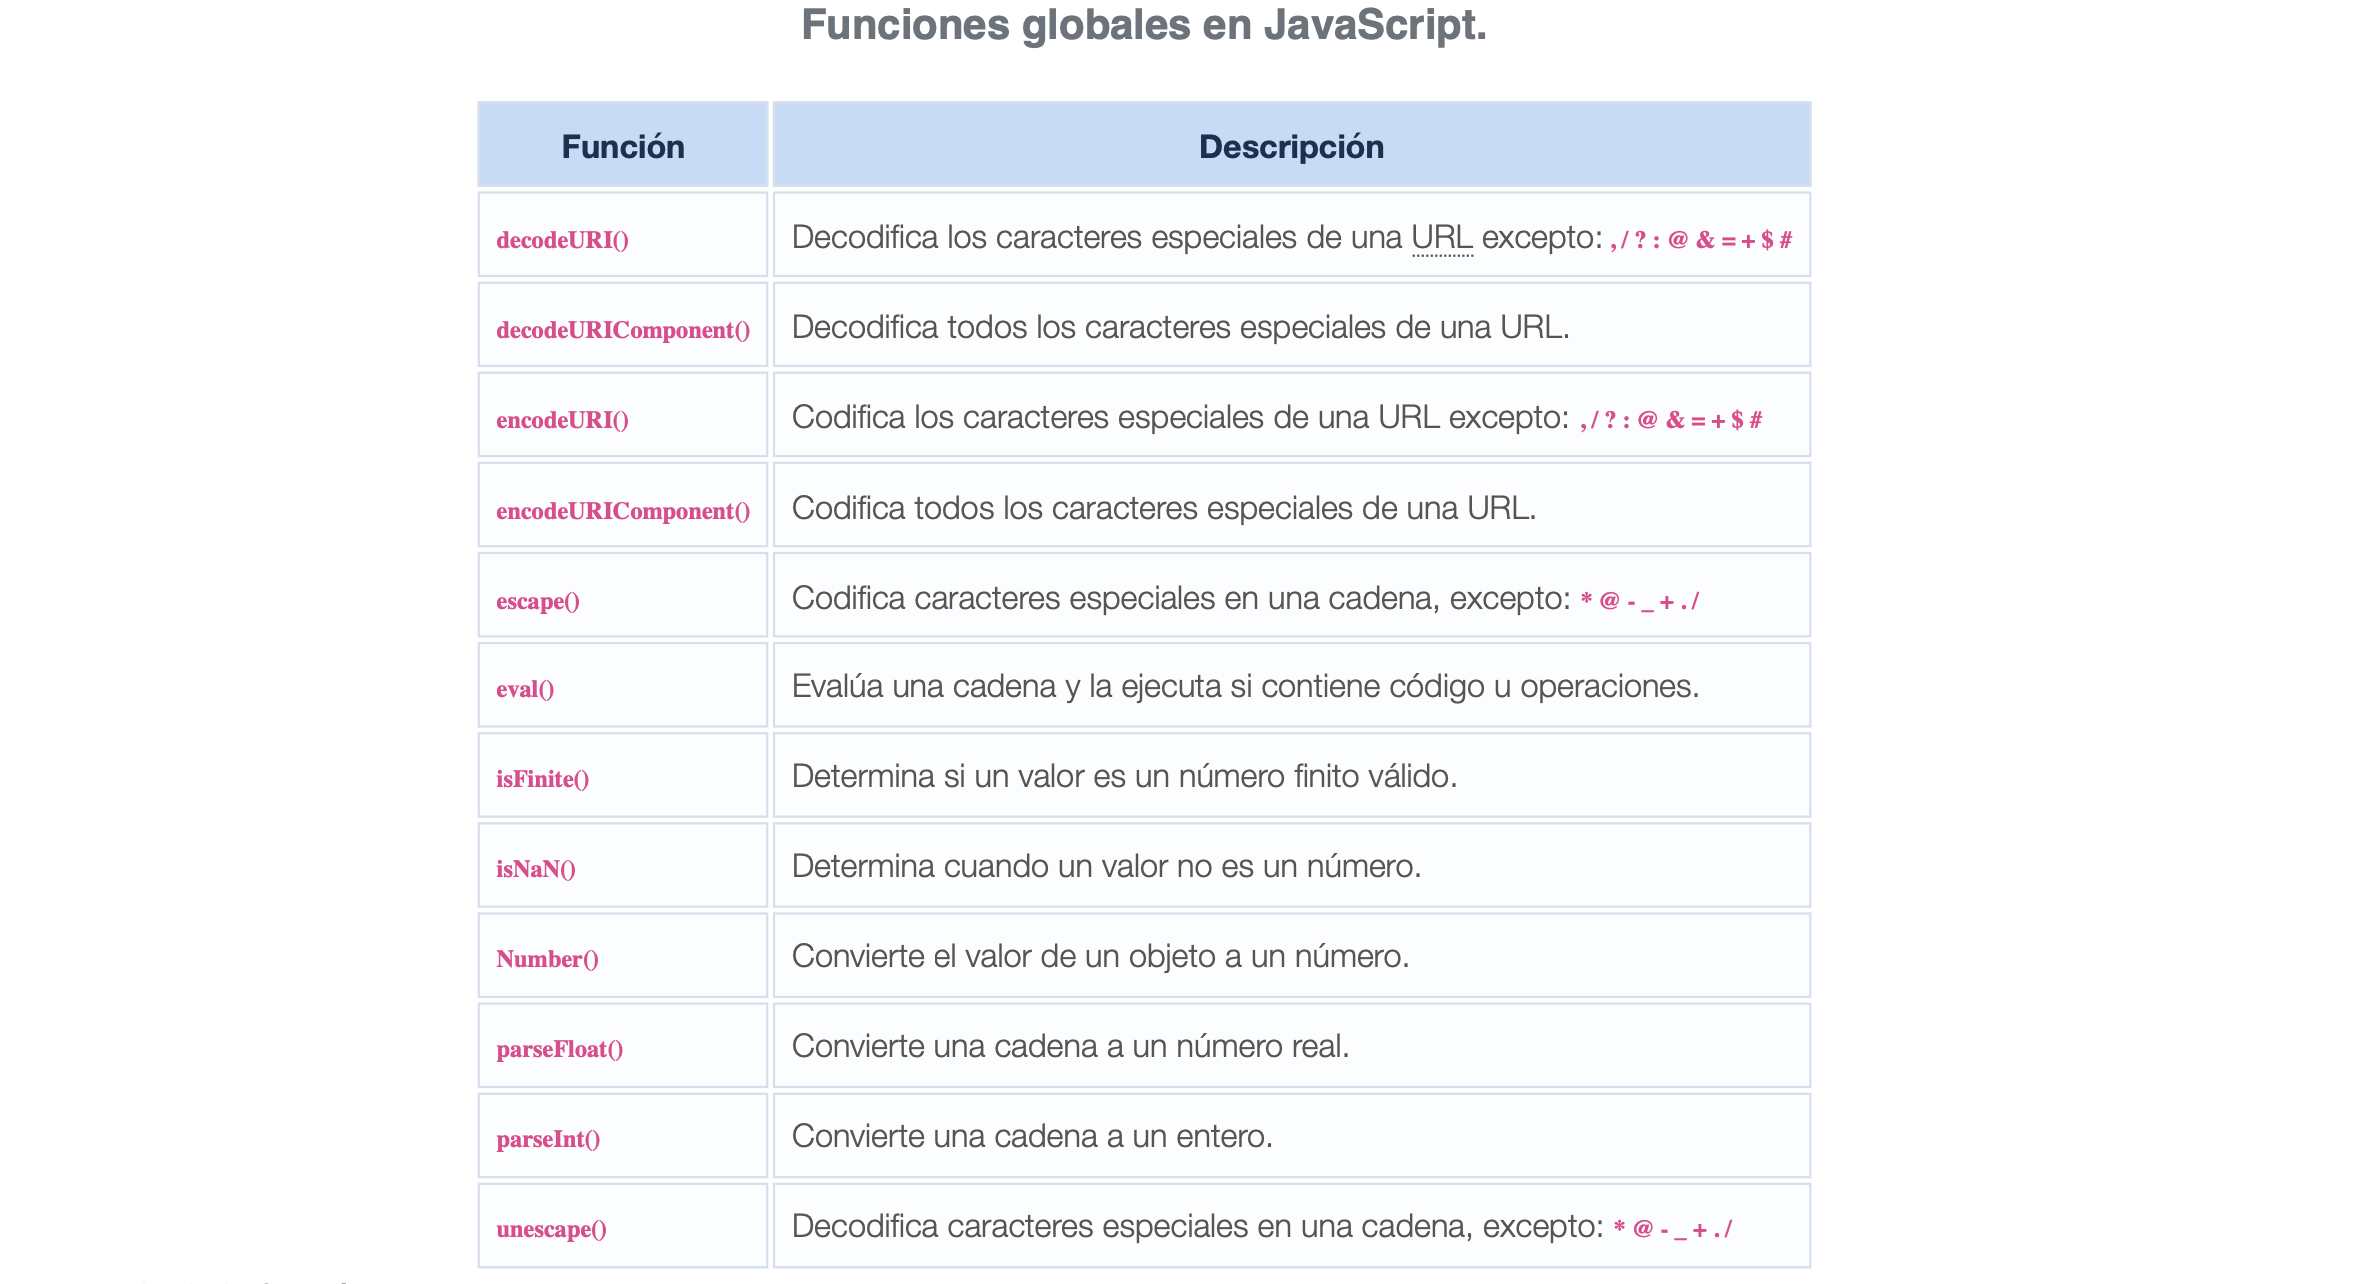 Funciones globales en JavaScript.
Función Descripción
decodeURI() Decodifica los caracteres especiales de una URL excepto: , / ? : @ & = + $ #
decodeURIComponent() Decodifica todos los caracteres especiales de una URL.
encodeURI() Codifica los caracteres especiales de una URL excepto: , / ? : @ & = + $ #
encodeURIComponent() Codifica todos los caracteres especiales de una URL.
escape() Codifica caracteres especiales en una cadena, excepto: * @ - _ + . /
eval() Evalúa una cadena y la ejecuta si contiene código u operaciones.
isFinite() Determina si un valor es un número finito válido.
isNaN() Determina cuando un valor no es un número.
Number() Convierte el valor de un objeto a un número.
parseFloat() Convierte una cadena a un número real.
parseInt() Convierte una cadena a un entero.
unescape() Decodifica caracteres especiales en una cadena, excepto: * @ - _ + . /